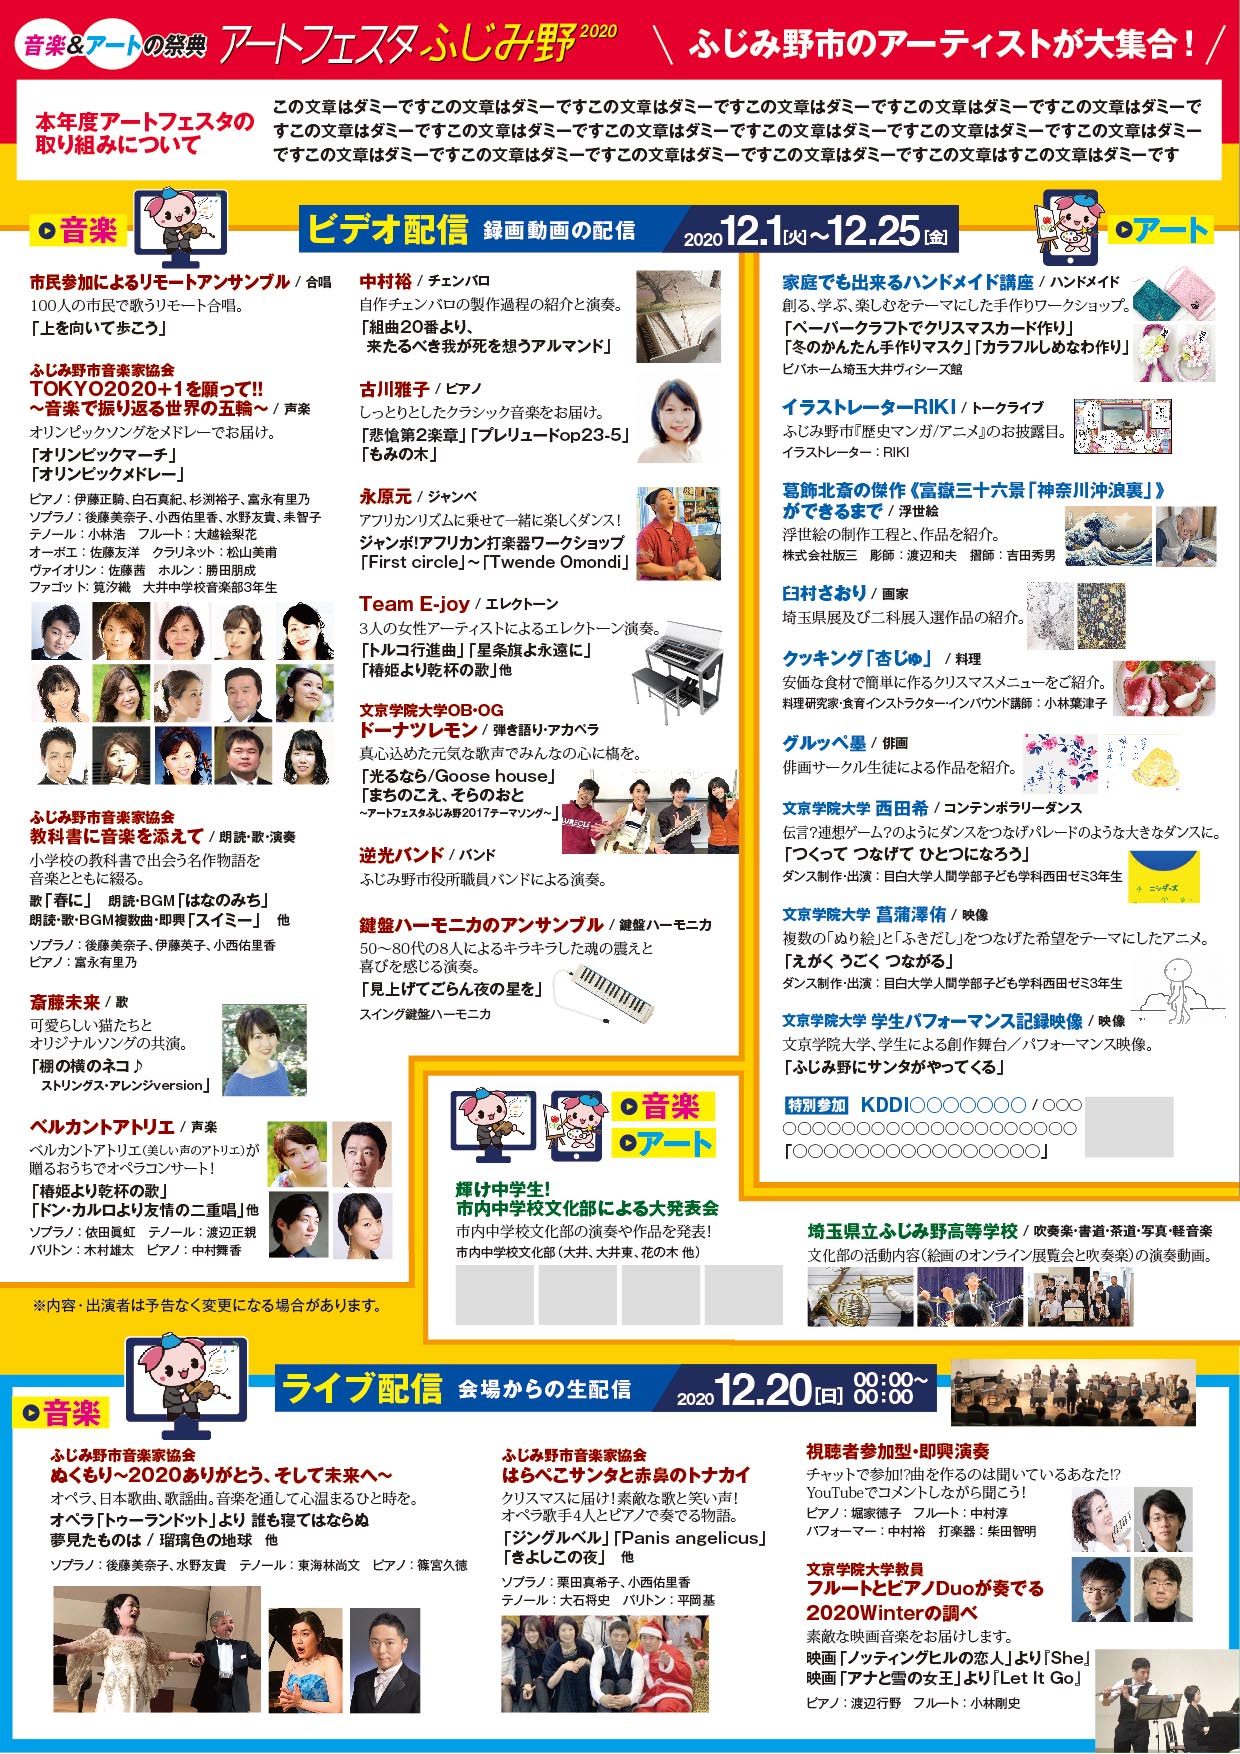 音楽&アートの祭典 アートフェスタふじみ野2020
ふじみ野市のアーティストが大集合!
本年度アートフェスタの
取り組みについて
この文章はダミーですこの文章はダミーですこの文章はダミーですこの文章はダミーですこの文章はダミーですこの文章はダミーで
すこの文章はダミーですこの文章はダミーですこの文章はダミーですこの文章はダミーですこの文章はダミーですこの文章はダミー
ですこの文章はダミーですこの文章はダミーですこの文章はダミーですこの文章はダミーですこの文章はすこの文章はダミーです
音楽
ビデオ配信 録画動画の配信 2020 12.1[火]~12.25[金]
アート
市民参加によるリモートアンサンブル / 合唱
100人の市民で歌うリモート合唱。
「上を向いて歩こう」
ふじみ野市音楽家協会
TOKYO2020+1を願って!!
~音楽で振り返る世界の五輪~ / 声楽
オリンピックソングをメドレーでお届け。
「オリンピックマーチ」
「オリンピックメドレー」
ピアノ:伊藤正騎、白石真紀、杉渕裕子、富永有里乃
ソプラノ:後藤美奈子、小西佑里香、水野友貴、未智子
テノール:小林浩 フルート:大越絵梨花
オーボエ:佐藤友洋 クラリネット:松山美甫
ヴァイオリン:佐藤茜 ホルン:勝田朋成
ファゴット:筧汐織 大井中学校音楽部3年生
ふじみ野市音楽家協会
教科書に音楽を添えて / 朗読・歌・演奏
小学校の教科書で出会う名作物語を
音楽とともに綴る。
歌「春に」 朗読・BGM「はなのみち」
朗読・歌・BGM複数曲・即興「スイミー」 他
ソプラノ:後藤美奈子、伊藤英子、小西佑里香
ピアノ:富永有里乃
斎藤未来 / 歌
可愛らしい猫たちと
オリジナルソングの共演。
「棚の横のネコ♪
ストリングス・アレンジversion」
ベルカントアトリエ / 声楽
ベルカントアトリエ(美しい声のアトリエ)が
贈るおうちでオペラコンサート!
「椿姫より乾杯の歌」
「ドン・カルロより友情の二重唱」他
ソプラノ:依田眞虹 テノール:渡辺正親
バリトン:木村雄太 ピアノ:中村舞香
※内容・出演者は予告なく変更になる場合があります。
中村裕 / チェンバロ
自作チェンバロの製作過程の紹介と演奏。
「組曲20番より、
来たるべき我が死を想うアルマンド」
古川雅子 / ピアノ
しっとりとしたクラシック音楽をお届け。
「悲愴第2楽章」「プレリュードop23-5」
「もみの木」
永原元 / ジャンベ
アフリカンリズムに乗せて一緒に楽しくダンス!
ジャンボ!アフリカン打楽器ワークショップ
「First circle」~「Twende Omondi」
Team E-joy / エレクトーン
3人の女性アーティストによるエレクトーン演奏。
「トルコ行進曲」「星条旗よ永遠に」
「椿姫より乾杯の歌」他
文京学院大学OB・OG
ドーナツレモン / 弾き語り・アカペラ
真心込めた元気な歌声でみんなの心に橋を。
「光るなら/Goose house」
「まちのこえ、そらのおと
~アートフェスタふじみ野2017テーマソング~」
逆光バンド / バンド
ふじみ野市役所職員バンドによる演奏。
鍵盤ハーモニカのアンサンブル / 鍵盤ハーモニカ
50~80代の8人によるキラキラした魂の震えと
喜びを感じる演奏。
「見上げてごらん夜の星を」
スイング鍵盤ハーモニカ
家庭でも出来るハンドメイド講座 / ハンドメイド
創る、学ぶ、楽しむをテーマにした手作りワークショップ。
「ペーパークラフトでクリスマスカード作り」
「冬のかんたん手作りマスク」「カラフルしめなわ作り」
ビバホーム埼玉大井ヴィシーズ館
イラストレーターRIKI / トークライブ
ふじみ野市『歴史マンガ/アニメ』のお披露目。
イラストレーター:RIKI
葛飾北斎の傑作《富嶽三十六景「神奈川沖浪裏」》
ができるまで / 浮世絵
浮世絵の制作工程と、作品を紹介。
株式会社版三 彫師:渡辺和夫 摺師:吉田秀男
臼村さおり / 画家
埼玉県展及び二科展入選作品の紹介。
クッキング「杏じゅ」 / 料理
安価な食材で簡単に作るクリスマスメニューをご紹介。
料理研究家・食育インストラクター・インバウンド講師:小林葉津子
グルッペ墨 / 俳画
俳画サークル生徒による作品を紹介。
文京学院大学 西田希 / コンテンポラリーダンス
伝言?連想ゲーム?のようにダンスをつなげパレードのような大きなダンスに。
「つくって つなげて ひとつになろう」
ダンス制作・出演:目白大学人間学部子ども学科西田ゼミ3年生
文京学院大学 菖蒲澤侑 / 映像
複数の「ぬり絵」と「ふきだし」をつなげた希望をテーマにしたアニメ。
「えがく うごく つながる」
ダンス制作・出演:目白大学人間学部子ども学科西田ゼミ3年生
文京学院大学 学生パフォーマンス記録映像 / 映像
文京学院大学、学生による創作舞台/パフォーマンス映像。
「ふじみ野にサンタがやってくる」
特別参加 KDDI○○○○○○○ / ○○○
○○○○○○○○○○○○○○○○○○○○
「○○○○○○○○○○○○○○○○」
音楽
アート
輝け中学生!
市内中学校文化部による大発表会
市内中学校文化部の演奏や作品を発表!
市内中学校文化部(大井、大井東、花の木 他)
埼玉県立ふじみ野高等学校 / 吹奏楽・書道・茶道・写真・軽音楽
文化部の活動内容(絵画のオンライン展覧会と吹奏楽)の演奏動画。
音楽
ライブ配信 会場からの生配信 2020 12.20[日] 00:00~
00:00
ふじみ野市音楽家協会
ぬくもり~2020ありがとう、そして未来へ~
オペラ、日本歌曲、歌謡曲。音楽を通して心温まるひと時を。
オペラ「トゥーランドット」より 誰も寝てはならぬ
夢見たものは / 瑠璃色の地球 他
ソプラノ:後藤美奈子、水野友貴 テノール:東海林尚文 ピアノ:篠宮久徳
ふじみ野市音楽家協会
はらぺこサンタと赤鼻のトナカイ
クリスマスに届け!素敵な歌と笑い声!
オペラ歌手4人とピアノで奏でる物語。
「ジングルベル」「Panis angelicus」
「きよしこの夜」 他
ソプラノ:栗田真希子、小西佑里香
テノール:大石将史 バリトン:平岡基
視聴者参加型・即興演奏
チャットで参加!?曲を作るのは聞いているあなた!?
YouTubeでコメントしながら聞こう!
ピアノ:堀家徳子 フルート:中村淳
パフォーマー:中村裕 打楽器:柴田智明
文京学院大学教員
フルートとピアノDuoが奏でる
2020Winterの調べ
素敵な映画音楽をお届けします。
映画「ノッティングヒルの恋人」より「She」
映画「アナと雪の女王」より「Let It Go」
ピアノ:渡辺行野 フルート:小林剛史